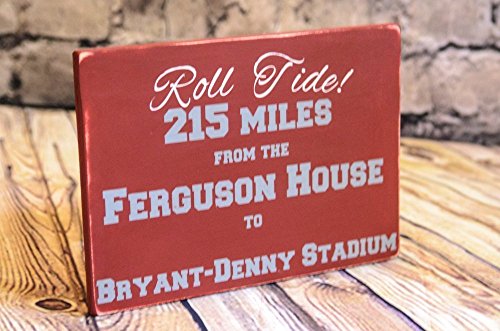 Roll Tide!
215 MILES
FROM THE
FERGUSON HOUSE
TO
BRYANT-DENNY STADIUM